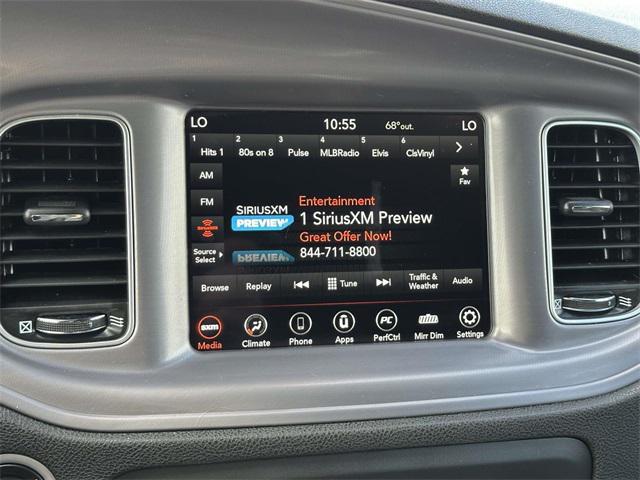 LO 10:55 68°out. LO
1 2 3 4 5 6
Hits 1 80s on 8 Pulse MLBRadio Elvis ClsVinyl
AM
Fav
FM
Entertainment
SIRIUSXM
PREVIEW
1 SiriusXM Preview
Great Offer Now!
Source
Select
844-711-8800
Browse Replay Tune Traffic & Weather Audio
sxm PC
Media Climate Phone Apps PerfCtrl Mirr Dim Settings